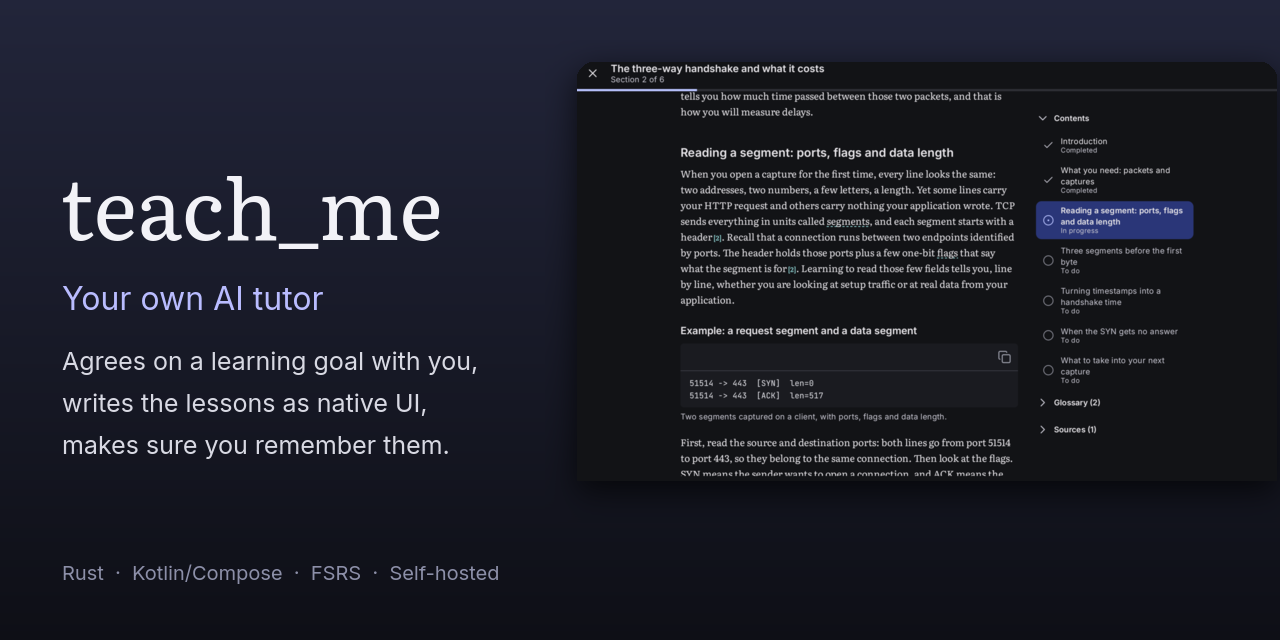 teach_me
Your own AI tutor
Agrees on a learning goal with you,
writes the lessons as native UI,
makes sure you remember them.
Rust · Kotlin/Compose · FSRS · Self-hosted
The three-way handshake and what it costs
Section 2 of 6
tells you how much time passed between those two packets, and that is
how you will measure delays.
Reading a segment: ports, flags and data length
When you open a capture for the first time, every line looks the same:
two addresses, two numbers, a few letters, a length. Yet some lines carry
your HTTP request and others carry nothing your application wrote. TCP
sends everything in units called segments, and each segment starts with a
header[2]. Recall that a connection runs between two endpoints identified
by ports. The header holds those ports plus a few one-bit flags that say
what the segment is for[2]. Learning to read those few fields tells you, line
by line, whether you are looking at setup traffic or at real data from your
application.
Example: a request segment and a data segment
51514 -> 443 [SYN] len=0
51514 -> 443 [ACK] len=517
Two segments captured on a client, with ports, flags and data length.
First, read the source and destination ports: both lines go from port 51514
to port 443, so they belong to the same connection. Then look at the flags.
SYN means the sender wants to open a connection, and ACK means the
Contents
Introduction
Completed
What you need: packets and
captures
Completed
Reading a segment: ports, flags
and data length
In progress
Three segments before the first
byte
To do
Turning timestamps into a
handshake time
To do
When the SYN gets no answer
To do
What to take into your next
capture
To do
Glossary (2)
Sources (1)